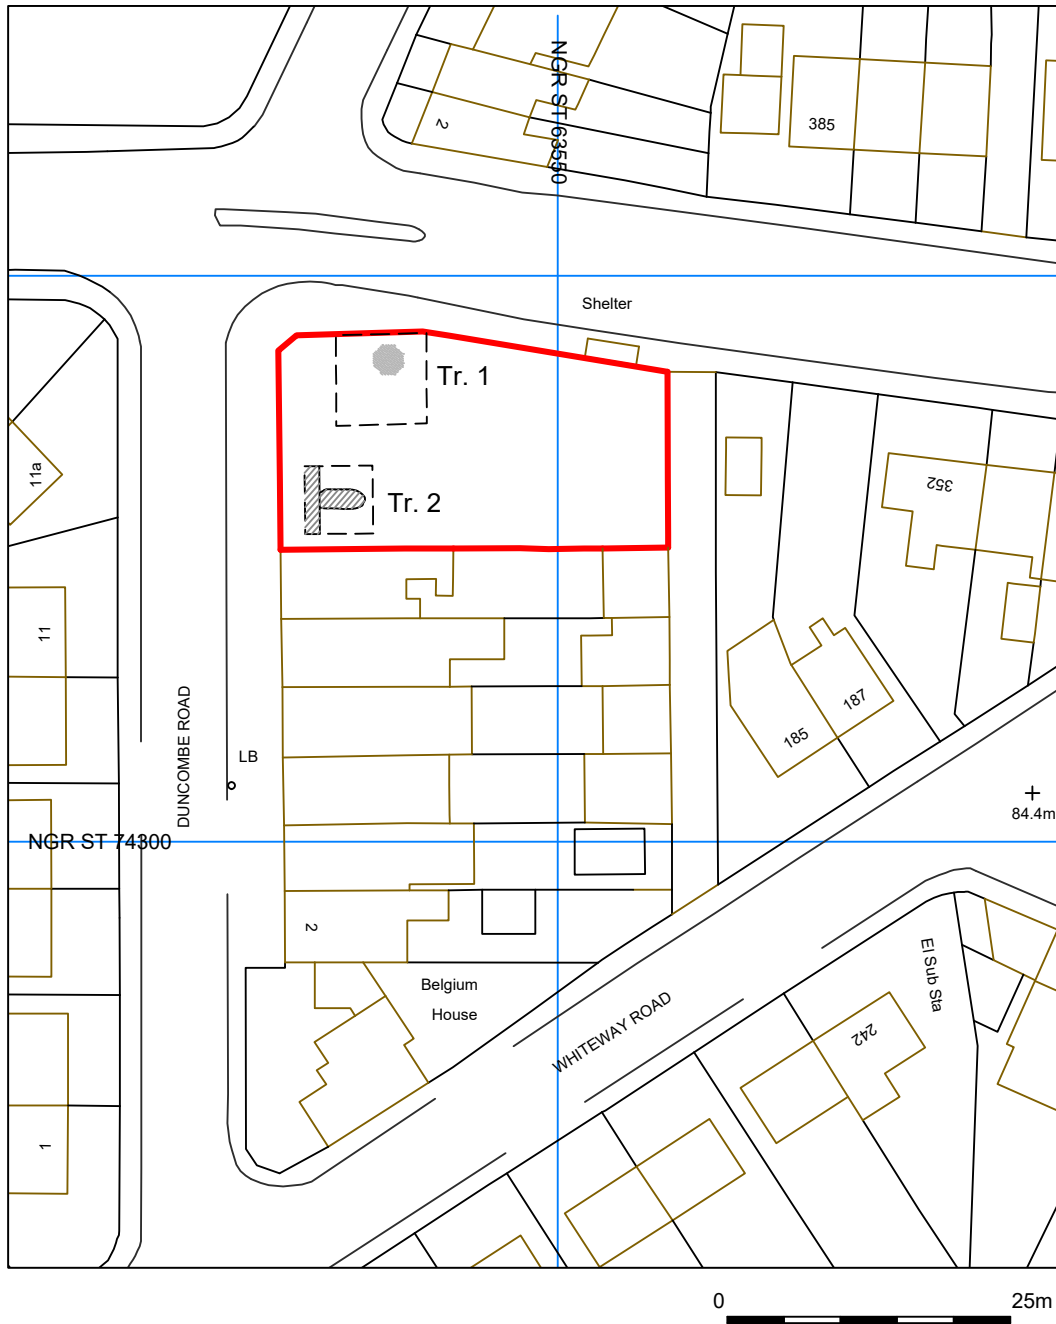 NGR ST 63550
2
385
Shelter
Tr. 1
11a
352
Tr. 2
11
187
185
DUNCOMBE ROAD
LB
84.4m
NGR ST 74300
2
El Sub Sta
Belgium
House
WHITEWAY ROAD
242
1
0 25m